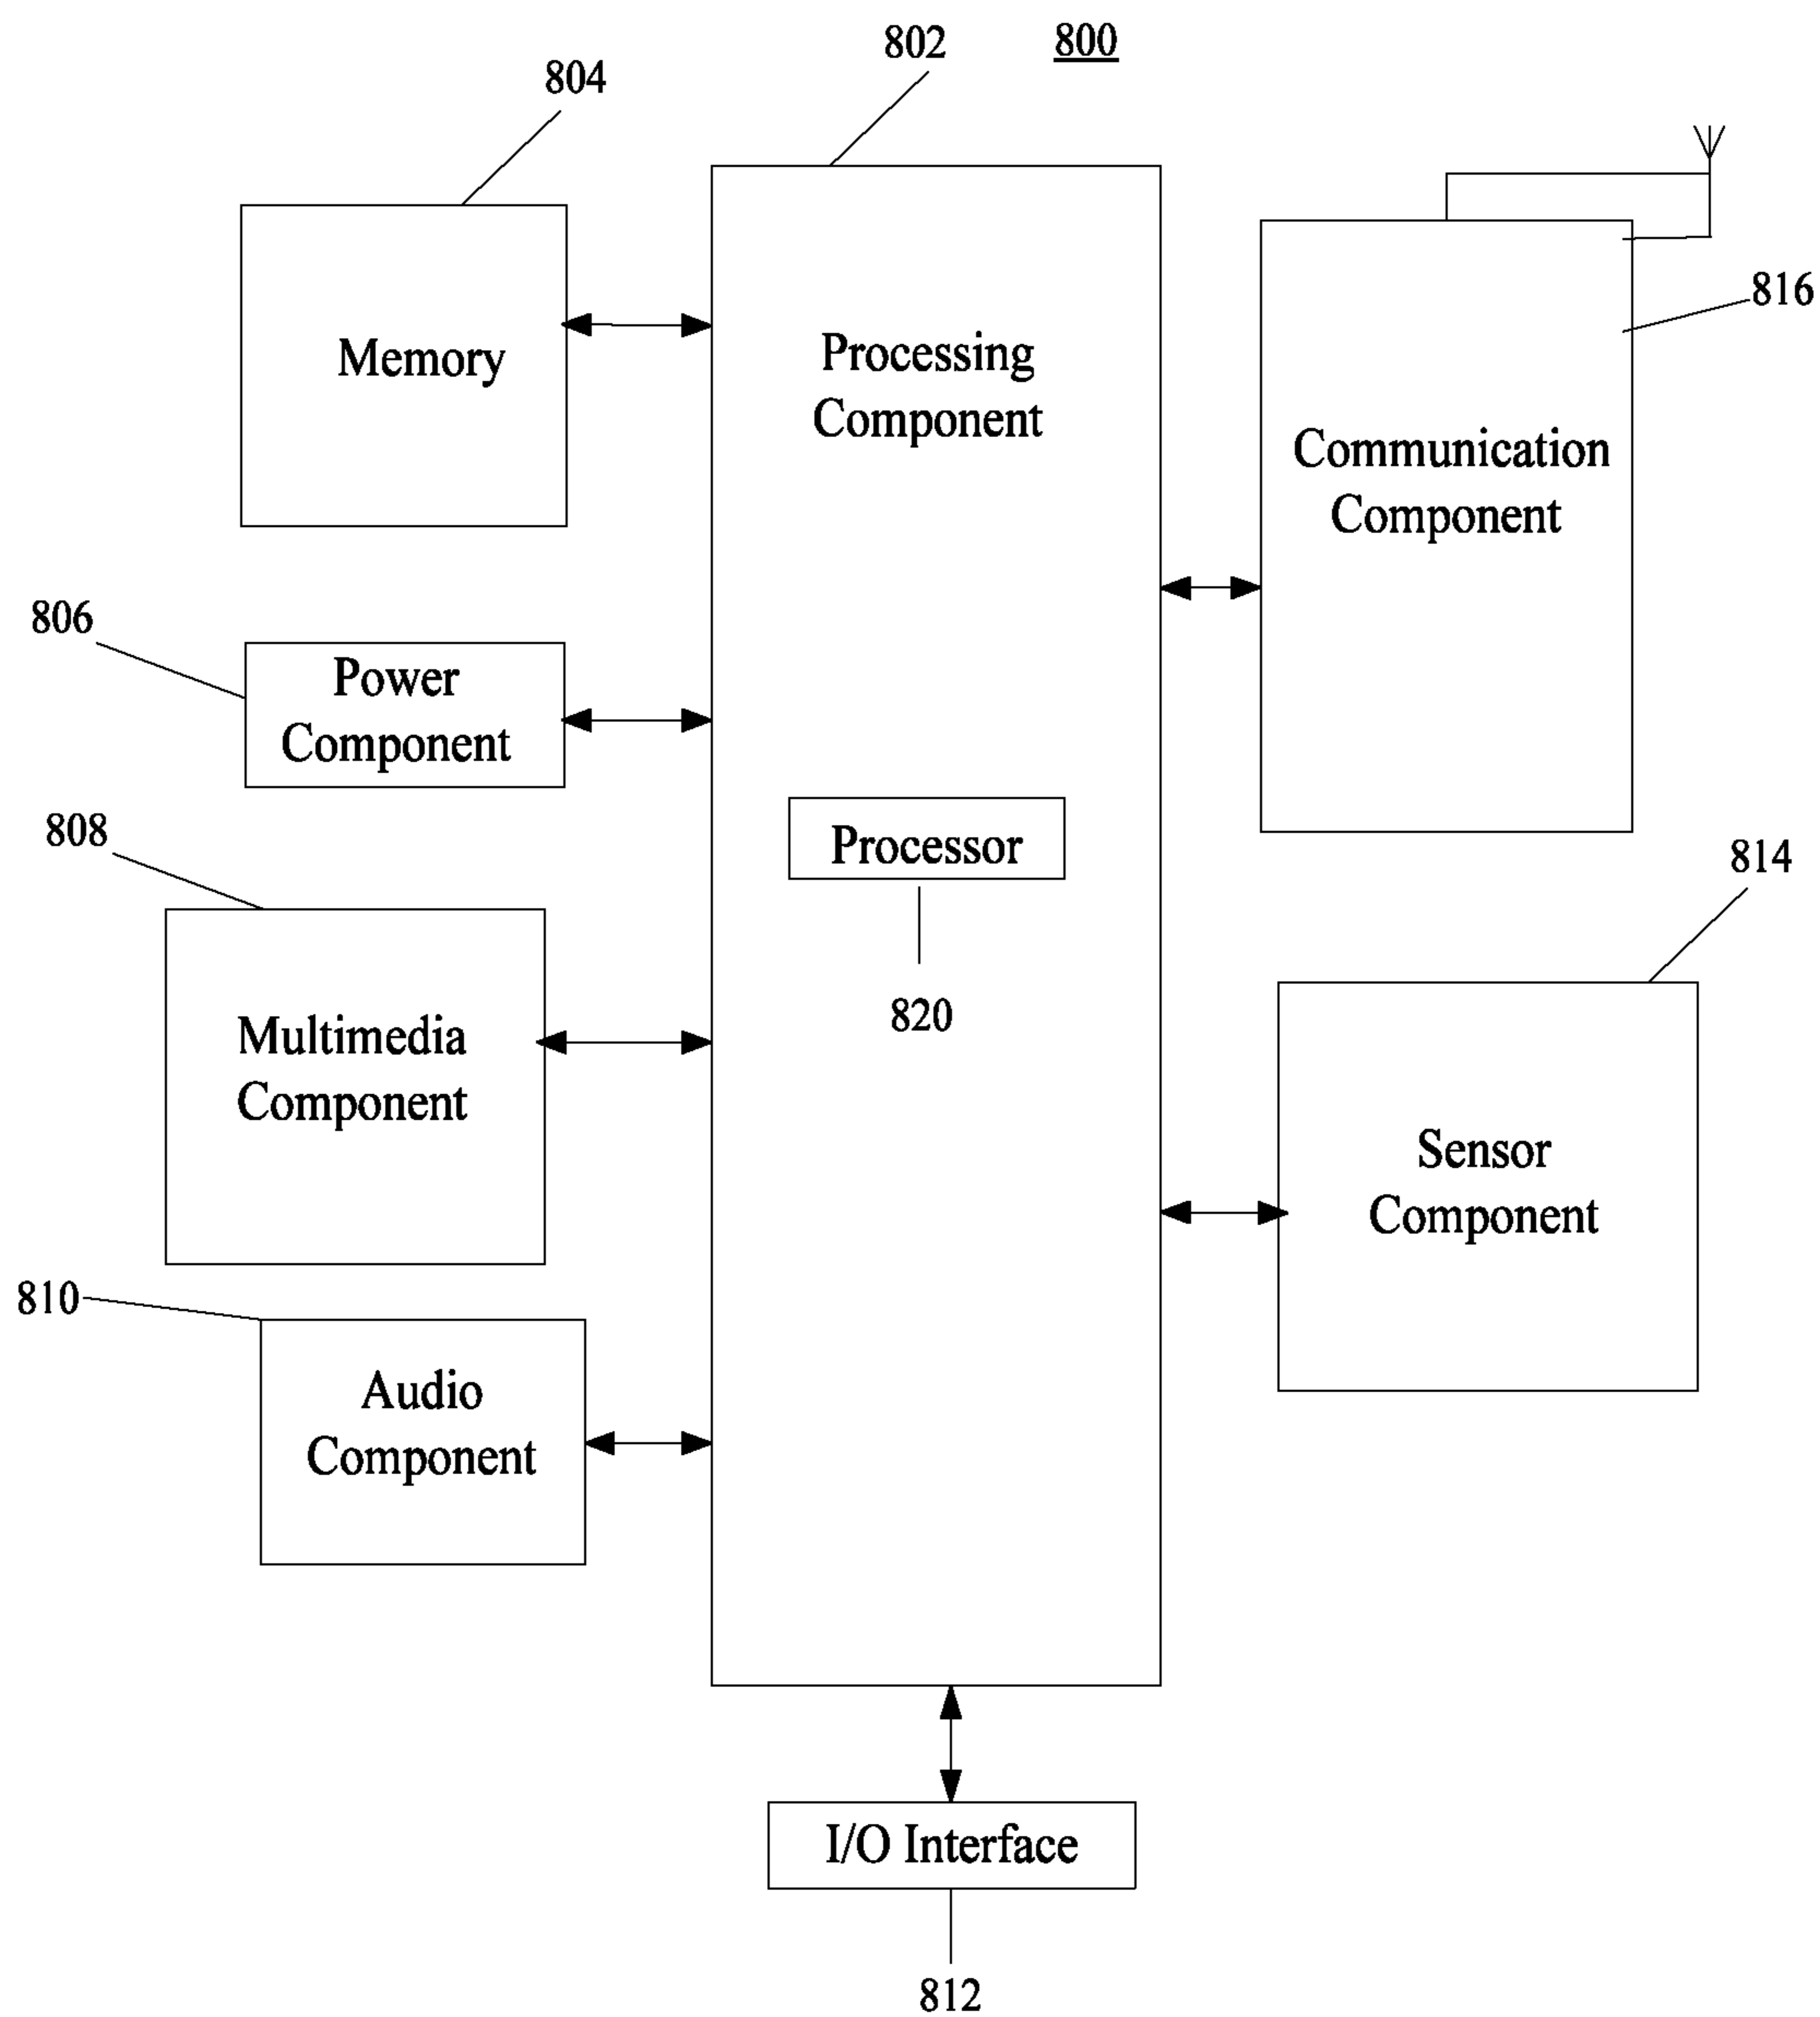 802
800
804
816
Memory
Processing
Component
Communication
Component
806
Power
Component
808
Processor
814
820
Multimedia
Component
Sensor
Component
810
Audio
Component
I/O Interface
812